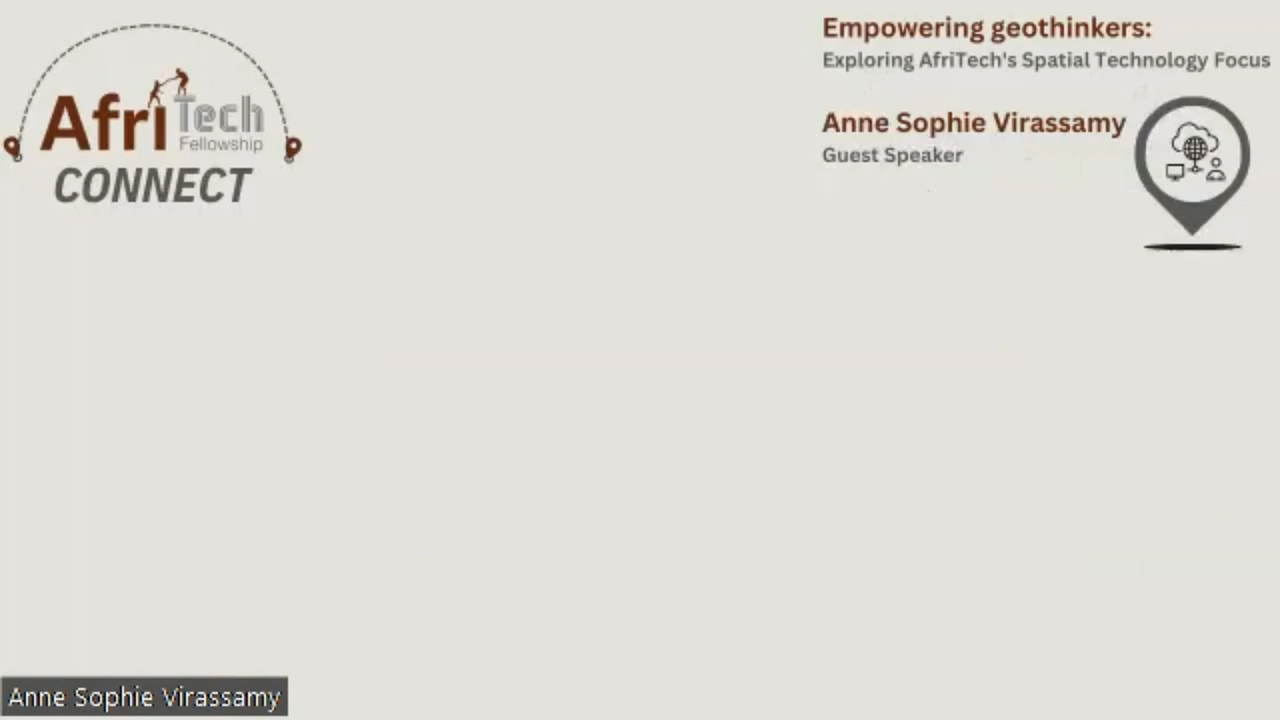 Afri Tech
Fellowship
CONNECT
Empowering geothinkers:
Exploring AfriTech's Spatial Technology Focus
Anne Sophie Virassamy
Guest Speaker
Anne Sophie Virassamy